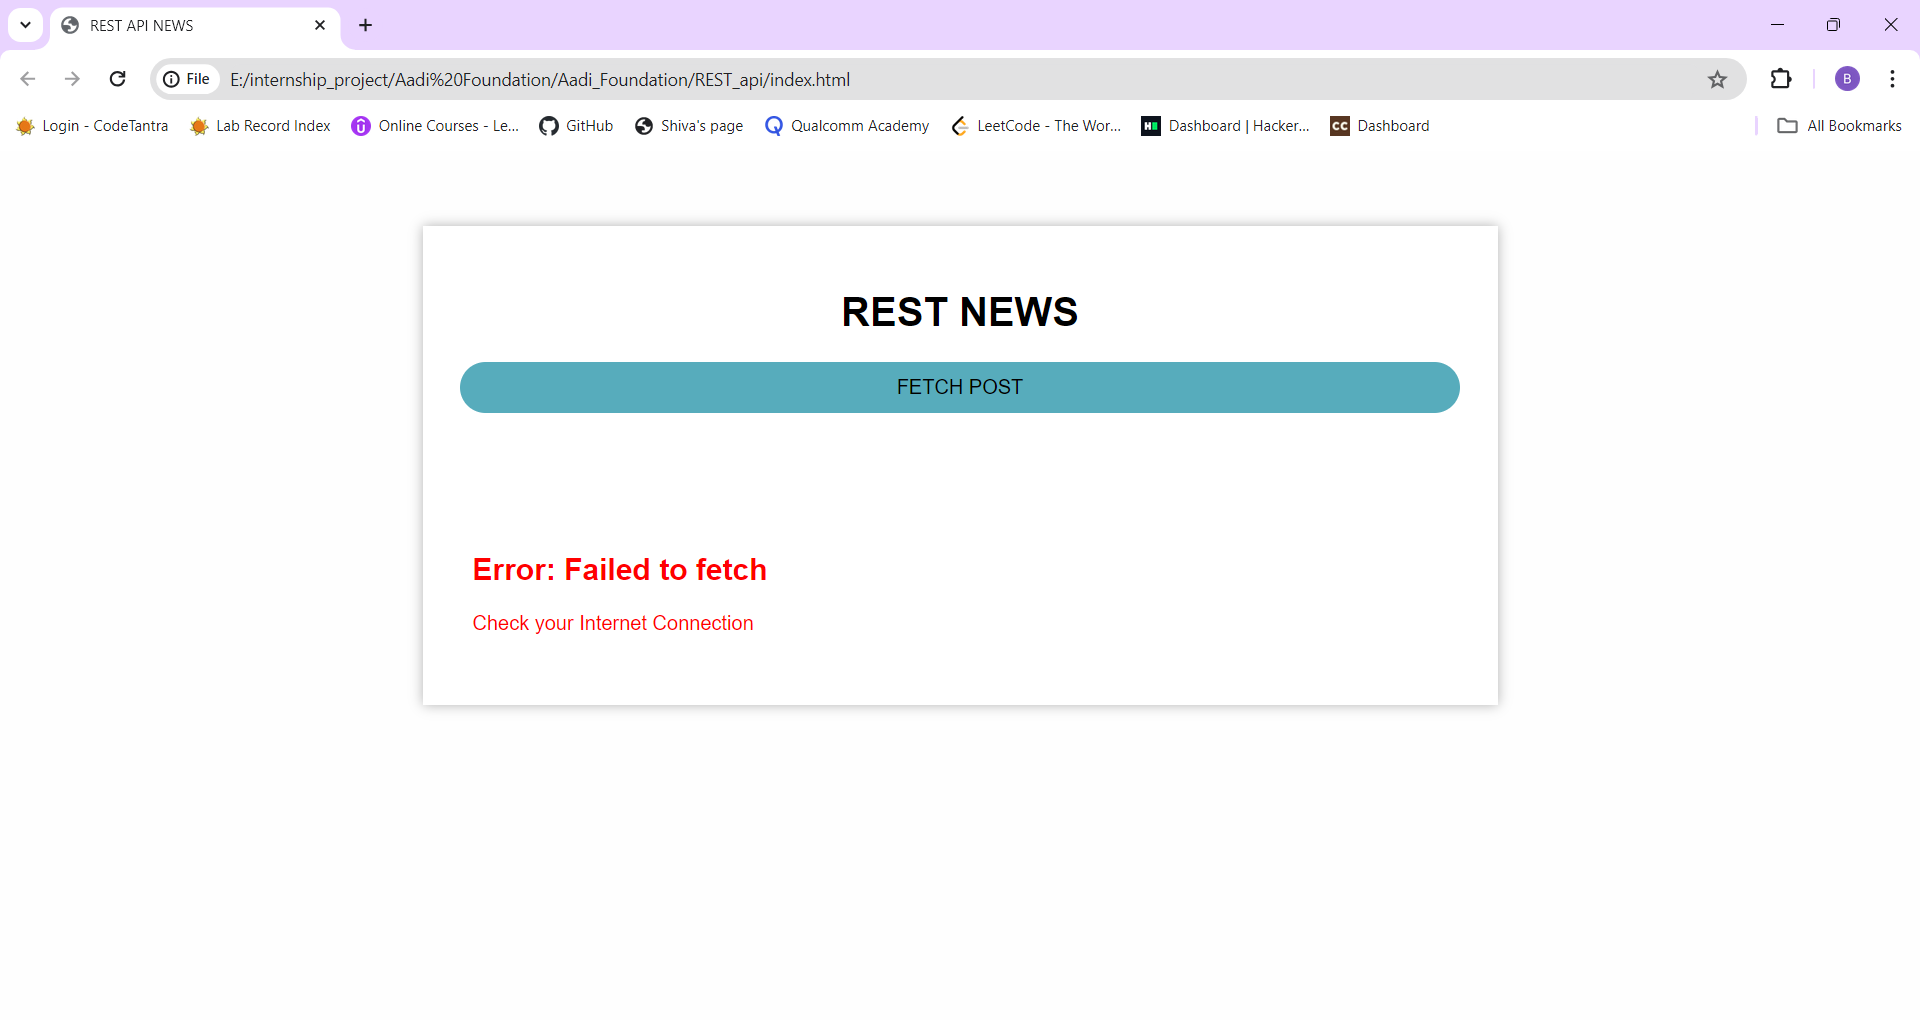 REST API NEWS
File
E:/internship_project/Aadi%20Foundation/Aadi_Foundation/REST_api/index.html
B
Login - CodeTantra
Lab Record Index
Online Courses - Le...
GitHub
Shiva's page
Qualcomm Academy
LeetCode - The Wor...
Dashboard | Hacker...
CC
Dashboard
All Bookmarks
REST NEWS
FETCH POST
Error: Failed to fetch
Check your Internet Connection